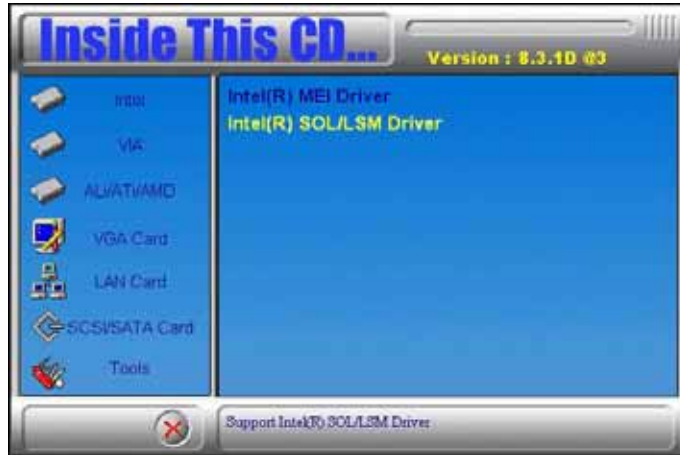 Inside This CD...
Version : 8.3.1D @3
Intel
VIA
ALi/ATi/AMD
VGA Card
LAN Card
SCSI/SATA Card
Tools
Intel(R) MEI Driver
Intel(R) SOL/LSM Driver
Support Intel(R) SOL/LSM Driver